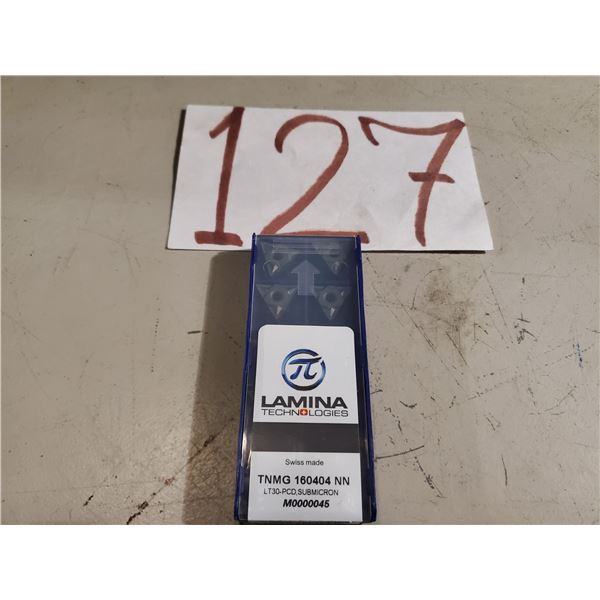 127
π
LAMINA
TECHNOLOGIES
Swiss made
TNMG 160404 NN
LT30-PCD,SUBMICRON
M0000045